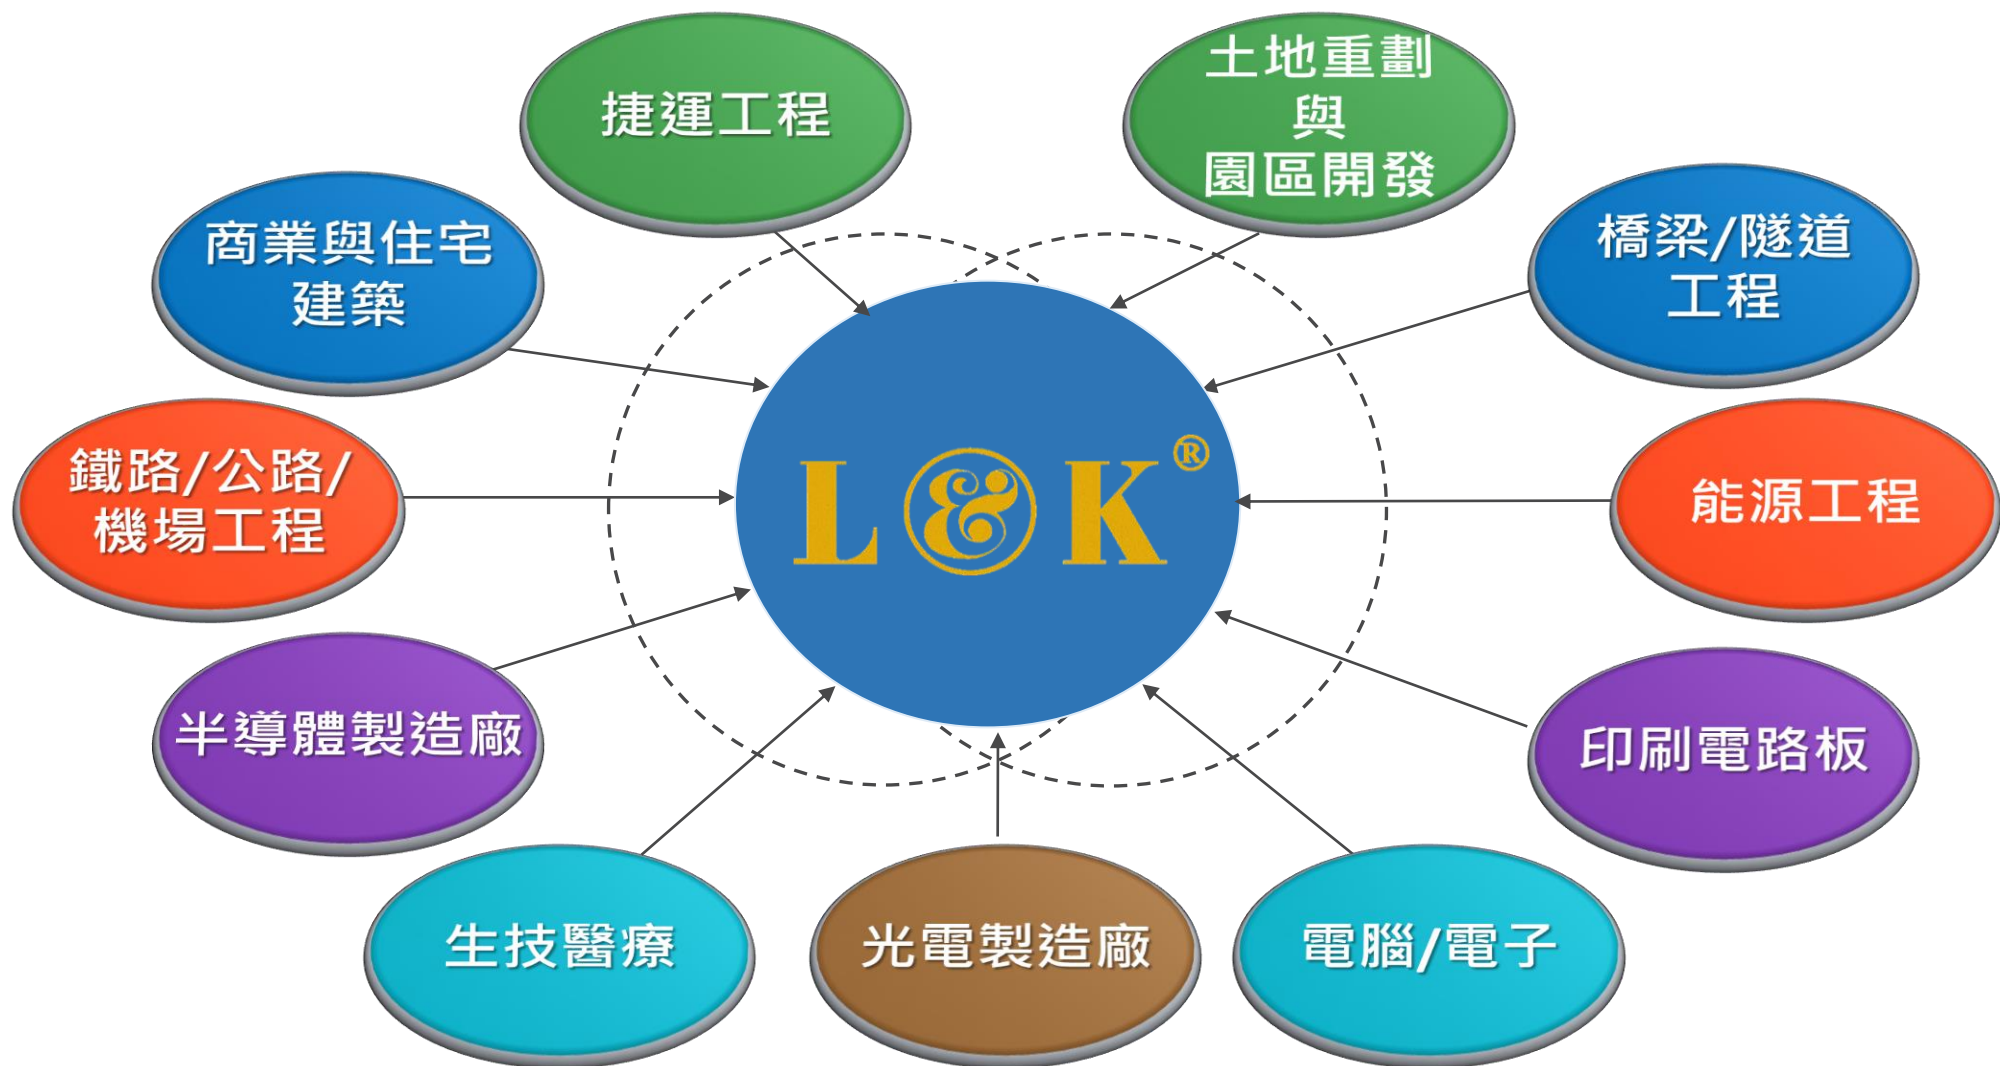 捷運工程
土地重劃
與
園區開發
商業與住宅
建築
橋梁/隧道
工程
鐵路/公路/
機場工程
L&K®
能源工程
半導體製造廠
印刷電路板
生技醫療
光電製造廠
電腦/電子